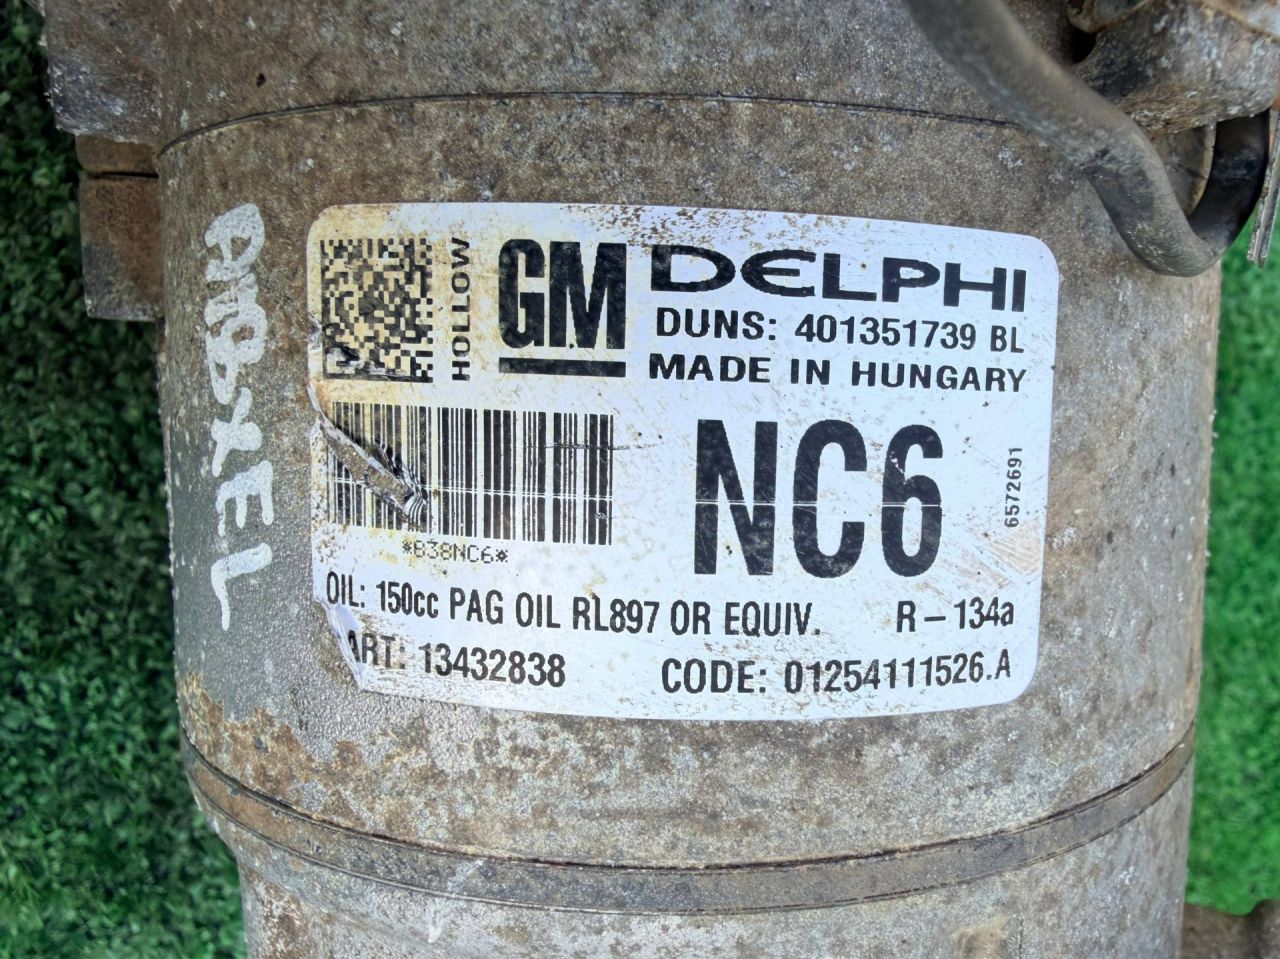 HOLLOW
GM
DELPHI
DUNS: 401351739 BL
MADE IN HUNGARY
*B38NC6*
NC6
6572691
OIL: 150cc PAG OIL RL897 OR EQUIV. R-134a
ART: 13432838 CODE: 01254111526.A